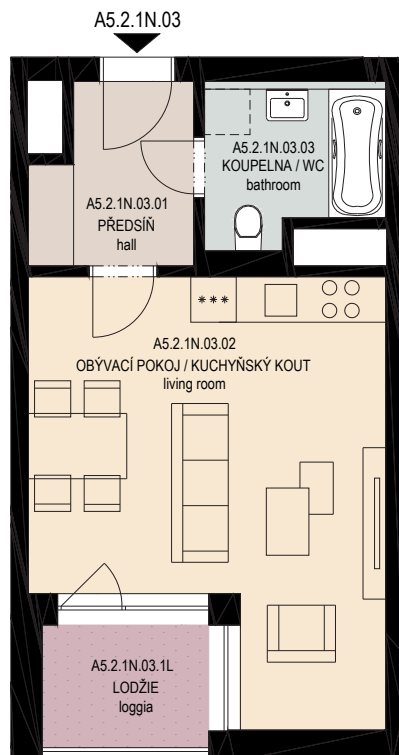 A5.2.1N.03
A5.2.1N.03.03
KOUPELNA / WC
bathroom
A5.2.1N.03.01
PŘEDSÍŇ
hall
***
A5.2.1N.03.02
OBÝVACÍ POKOJ / KUCHYŇSKÝ KOUT
living room
A5.2.1N.03.1L
LODŽIE
loggia